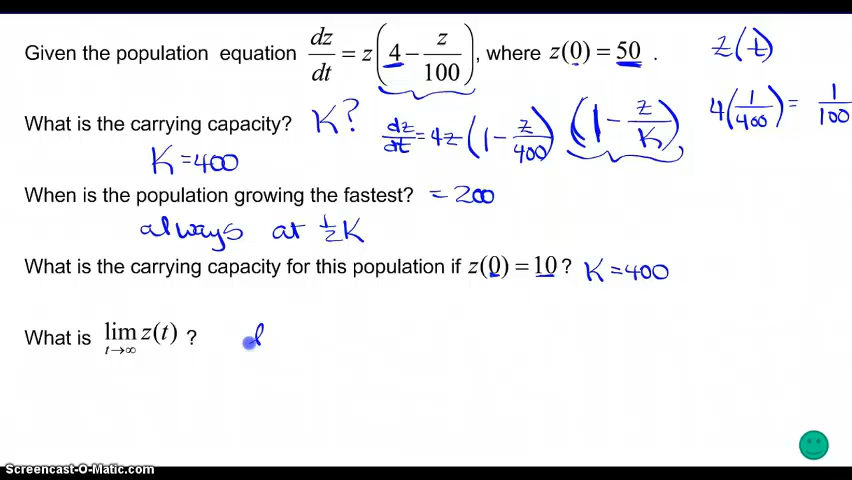 Given the population equation dz/dt = z(4 − z/100), where z(0) = 50 . z(t)
4(1/400) = 1/100
What is the carrying capacity? K? dz/dt = 4z(1 − z/400) (1 − z/K)
K = 400
When is the population growing the fastest? = 200
always at ½K
What is the carrying capacity for this population if z(0) = 10 ? K = 400
What is lim t→∞ z(t) ?
Screencast-O-Matic.com